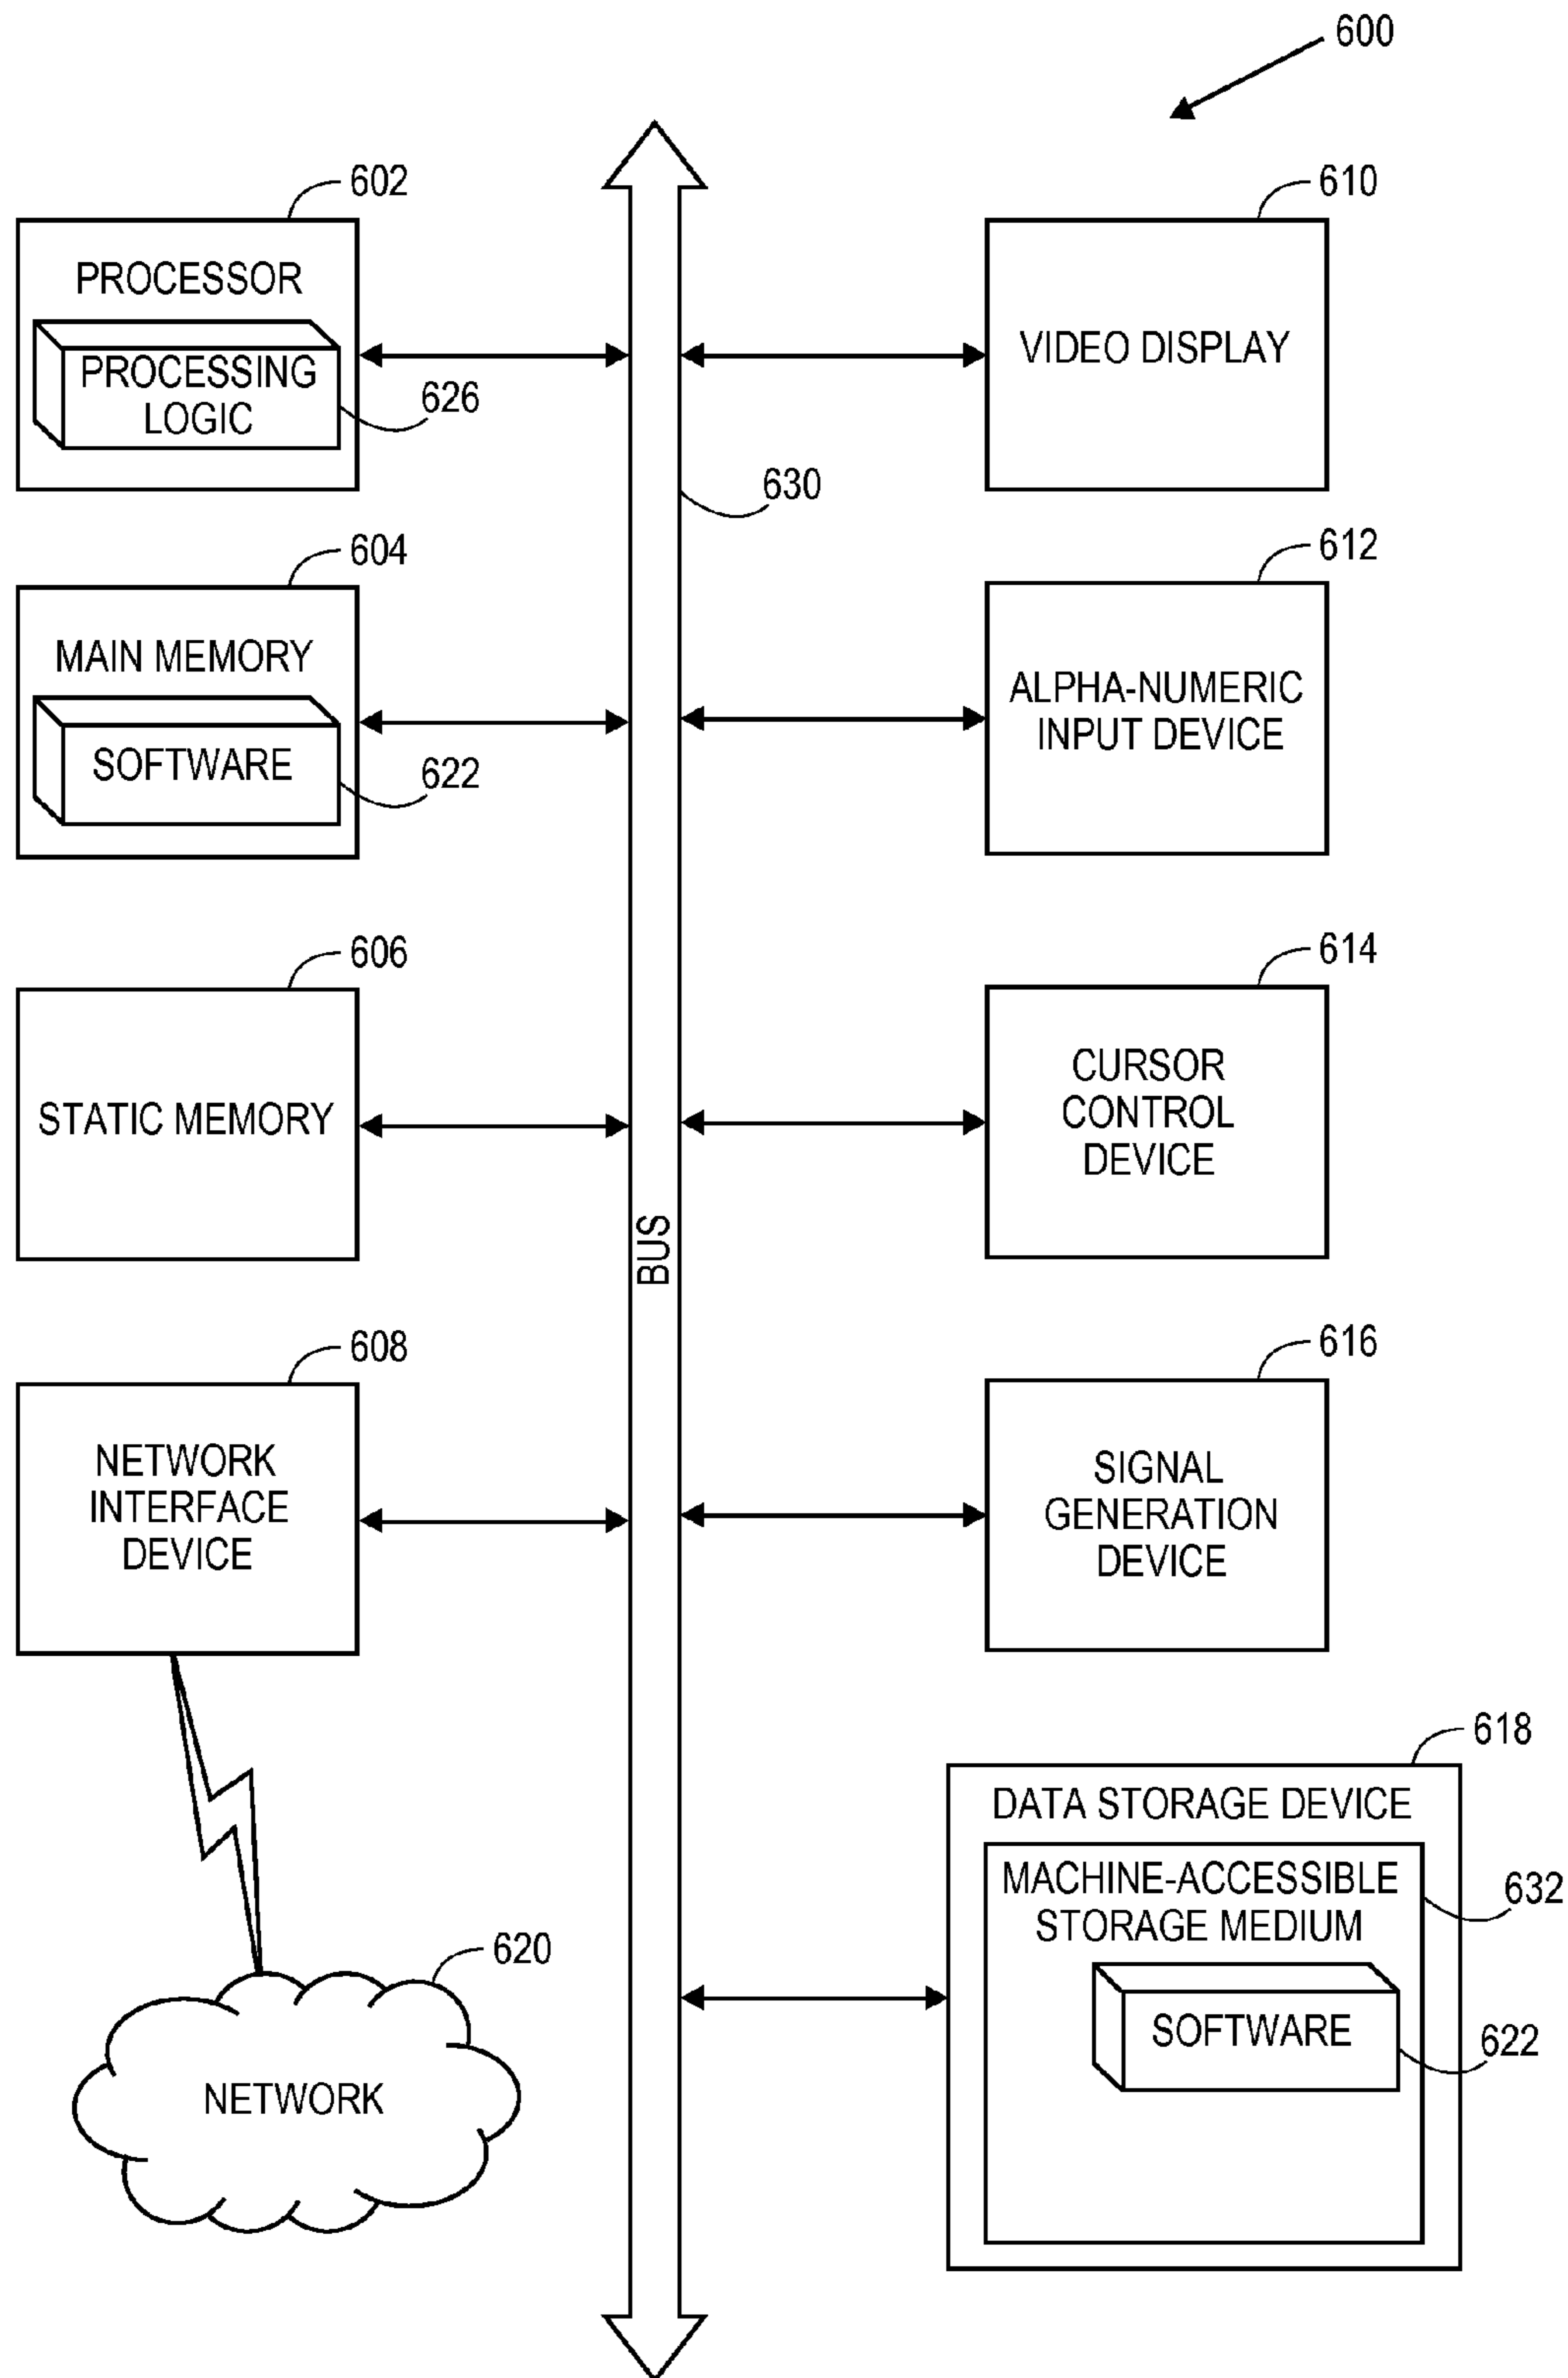 600
602
PROCESSOR
PROCESSING
LOGIC
626
610
VIDEO DISPLAY
630
604
MAIN MEMORY
SOFTWARE
622
612
ALPHA-NUMERIC
INPUT DEVICE
606
STATIC MEMORY
614
CURSOR
CONTROL
DEVICE
BUS
608
NETWORK
INTERFACE
DEVICE
616
SIGNAL
GENERATION
DEVICE
618
DATA STORAGE DEVICE
MACHINE-ACCESSIBLE
STORAGE MEDIUM
632
SOFTWARE
622
620
NETWORK